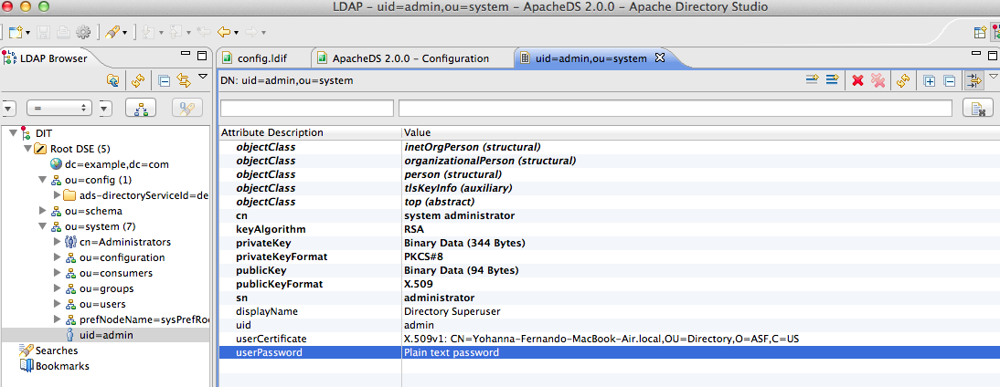 LDAP – uid=admin,ou=system – ApacheDS 2.0.0 – Apache Directory Studio
LDAP Browser
=
DIT
Root DSE (5)
dc=example,dc=com
ou=config (1)
ads-directoryServiceId=de
ou=schema
ou=system (7)
cn=Administrators
ou=configuration
ou=consumers
ou=groups
ou=users
prefNodeName=sysPrefRo
uid=admin
Searches
Bookmarks
config.ldif
ApacheDS 2.0.0 – Configuration
uid=admin,ou=system
DN: uid=admin,ou=system
Attribute Description Value
objectClass inetOrgPerson (structural)
objectClass organizationalPerson (structural)
objectClass person (structural)
objectClass tlsKeyInfo (auxiliary)
objectClass top (abstract)
cn system administrator
keyAlgorithm RSA
privateKey Binary Data (344 Bytes)
privateKeyFormat PKCS#8
publicKey Binary Data (94 Bytes)
publicKeyFormat X.509
sn administrator
displayName Directory Superuser
uid admin
userCertificate X.509v1: CN=Yohanna-Fernando-MacBook-Air.local,OU=Directory,O=ASF,C=US
userPassword Plain text password